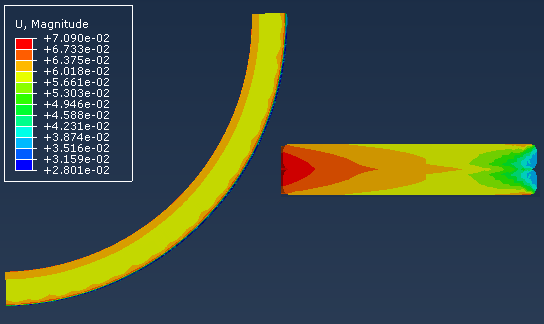 U, Magnitude
+7.090e-02
+6.733e-02
+6.375e-02
+6.018e-02
+5.661e-02
+5.303e-02
+4.946e-02
+4.588e-02
+4.231e-02
+3.874e-02
+3.516e-02
+3.159e-02
+2.801e-02